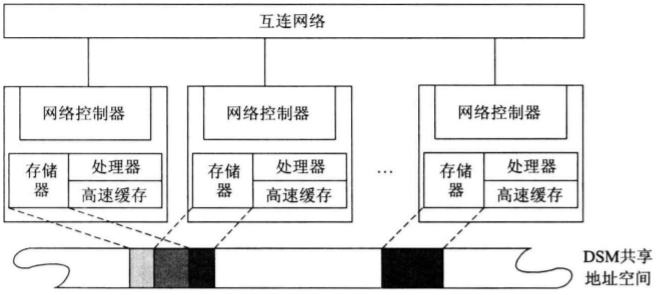 互连网络
网络控制器
网络控制器
网络控制器
存储器
处理器
高速缓存
存储器
处理器
高速缓存
...
存储器
处理器
高速缓存
DSM共享
地址空间